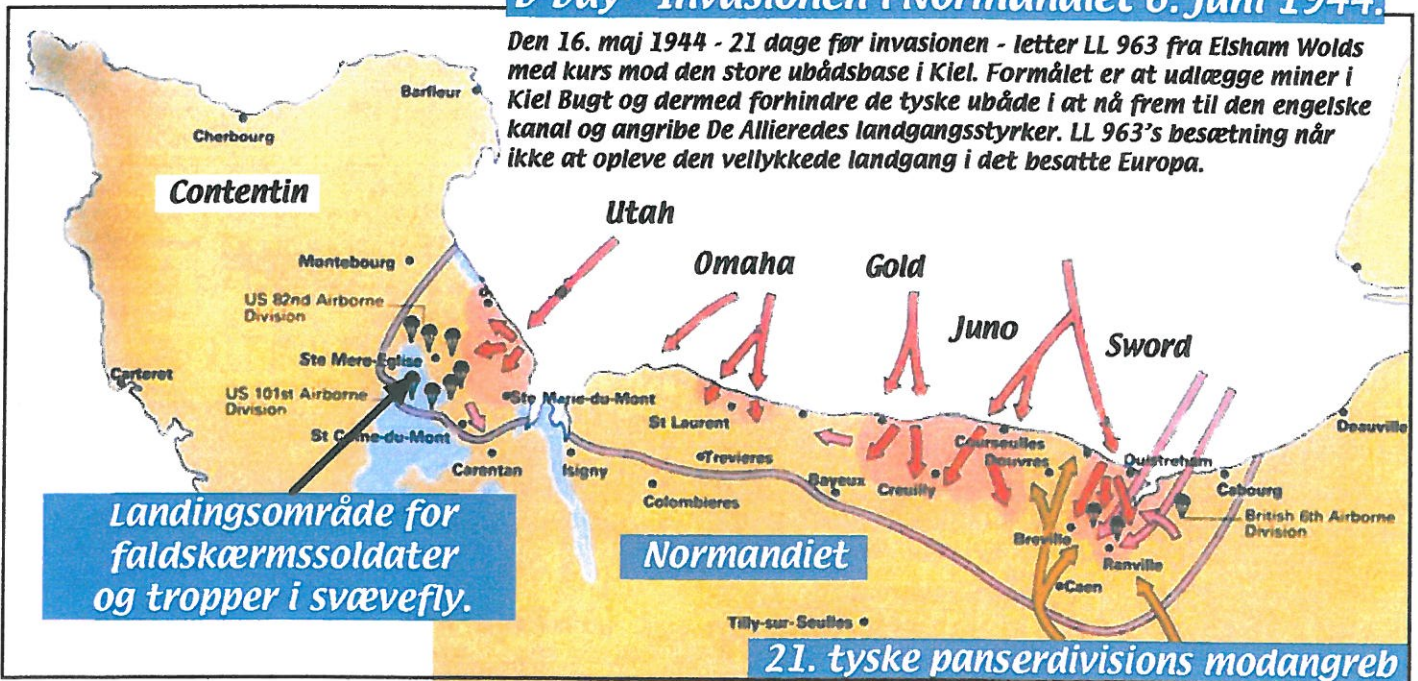 D-Day - Invasionen i Normandiet 6. juni 1944.
Den 16. maj 1944 - 21 dage før invasionen - letter LL 963 fra Elsham Wolds
med kurs mod den store ubådsbase i Kiel. Formålet er at udlægge miner i
Kiel Bugt og dermed forhindre de tyske ubåde i at nå frem til den engelske
kanal og angribe De Allieredes landgangsstyrker. LL 963's besætning når
ikke at opleve den vellykkede landgang i det besatte Europa.
Barfleur
Cherbourg
Contentin
Utah
Omaha
Gold
Juno
Sword
Montebourg
US 82nd Airborne
Division
Ste Mere-Eglise
Carteret
US 101st Airborne
Division
Ste Marie-du-Mont
St Come-du-Mont
Carentan
Isigny
St Laurent
Trevieres
Colombieres
Bayeux
Creuilly
Courseulles
Douvres
Ouistreham
Deauville
Cabourg
British 6th Airborne
Division
Breville
Ranville
Caen
Tilly-sur-Seulles
Landingsområde for
faldskærmssoldater
og tropper i svævefly.
Normandiet
21. tyske panserdivisions modangreb